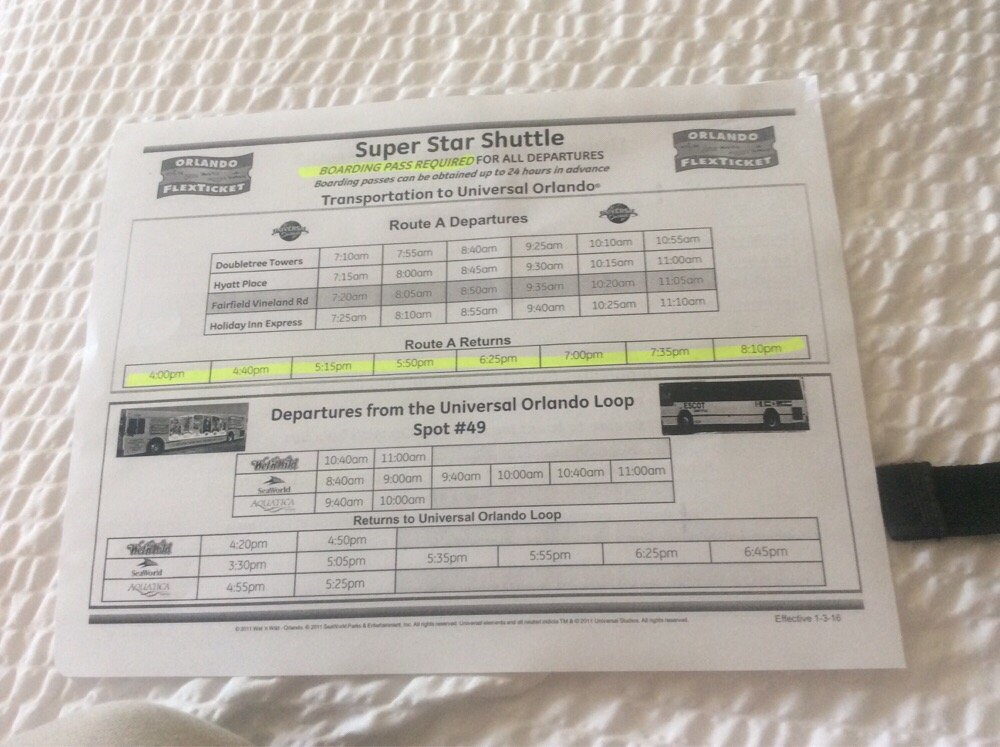 Super Star Shuttle
ORLANDO
FLEXTICKET
ORLANDO
FLEXTICKET
BOARDING PASS REQUIRED FOR ALL DEPARTURES
Boarding passes can be obtained up to 24 hours in advance
Transportation to Universal Orlando®
Route A Departures
UNIVERSAL
UNIVERSAL
Doubletree Towers 7:10am 7:55am 8:40am 9:25am 10:10am 10:55am
Hyatt Place 7:15am 8:00am 8:45am 9:30am 10:15am 11:00am
Fairfield Vineland Rd 7:20am 8:05am 8:50am 9:35am 10:20am 11:05am
Holiday Inn Express 7:25am 8:10am 8:55am 9:40am 10:25am 11:10am
Route A Returns
4:00pm 4:40pm 5:15pm 5:50pm 6:25pm 7:00pm 7:35pm 8:10pm
Departures from the Universal Orlando Loop
Spot #49
ESCOT
Wet'n Wild 10:40am 11:00am
SeaWorld 8:40am 9:00am 9:40am 10:00am 10:40am 11:00am
AQUATICA 9:40am 10:00am
Returns to Universal Orlando Loop
Wet'n Wild 4:20pm 4:50pm
SeaWorld 3:30pm 5:05pm 5:35pm 5:55pm 6:25pm 6:45pm
AQUATICA 4:55pm 5:25pm
© 2011 Wet 'n Wild - Orlando. © 2011 SeaWorld Parks & Entertainment, Inc. All rights reserved. Universal elements and all related indicia TM & © 2011 Universal Studios. All rights reserved.
Effective 1-3-16